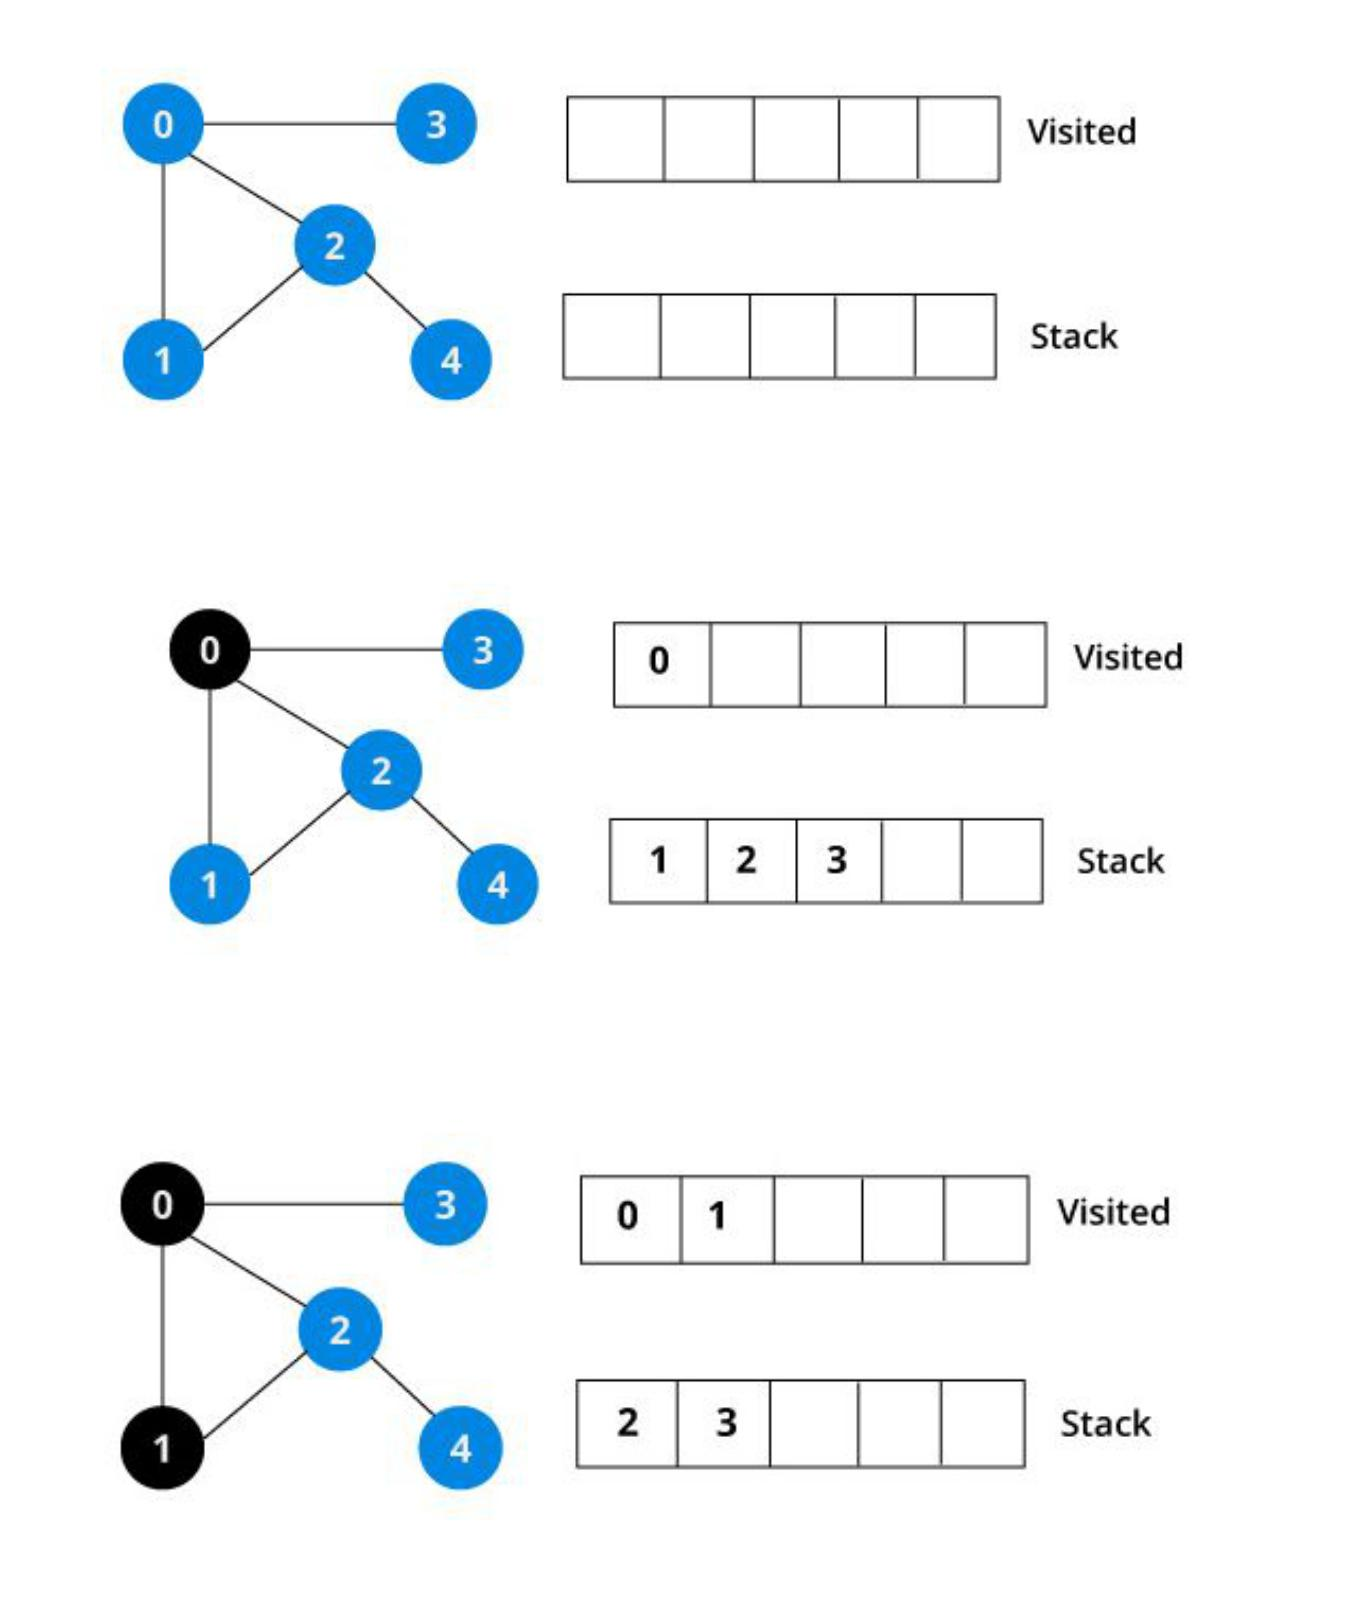 0 3 Visited
2
1 4 Stack
0 3 0 Visited
2
1 4 1 2 3 Stack
0 3 0 1 Visited
2
1 4 2 3 Stack